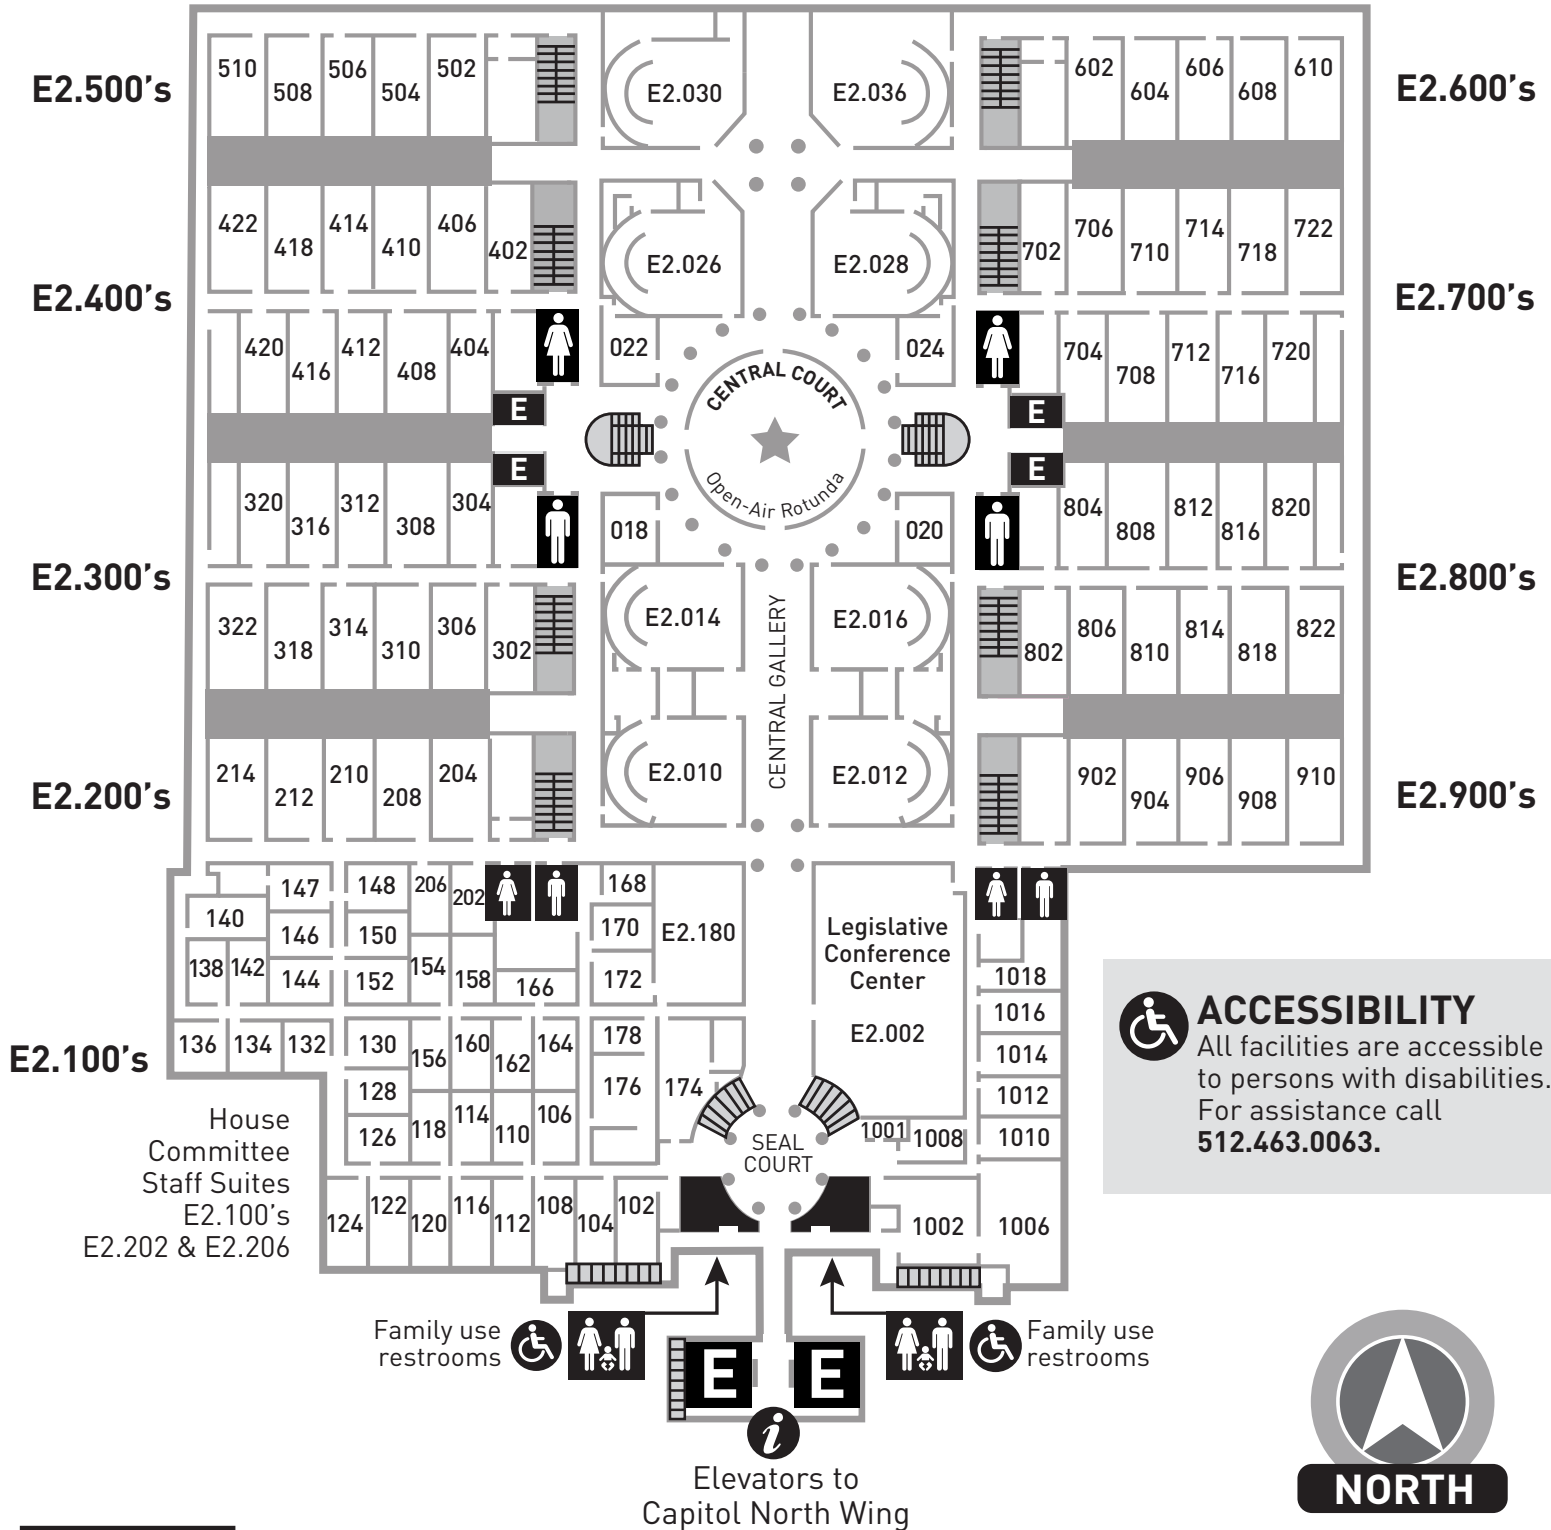 E2.500's
510
508
506
504
502
E2.030
E2.036
602
604
606
608
610
E2.600's
422
418
414
410
406
402
E2.026
E2.028
702
706
710
714
718
722
E2.400's
E2.700's
420
416
412
408
404
022
024
704
708
712
716
720
CENTRAL COURT
E
E
E
E
Open-Air Rotunda
320
316
312
308
304
018
020
804
808
812
816
820
E2.300's
E2.800's
322
318
314
310
306
302
E2.014
E2.016
802
806
810
814
818
822
CENTRAL GALLERY
E2.200's
214
212
210
208
204
E2.010
E2.012
902
904
906
908
910
E2.900's
147
148
206
202
168
140
146
150
170
E2.180
138
142
144
152
154
158
166
172
Legislative
Conference
Center
E2.002
1018
1016
1014
1012
1010
E2.100's
136
134
132
130
156
160
162
164
178
128
176
174
126
118
114
110
106
1001
1008
SEAL
COURT
124
122
120
116
112
108
104
102
1002
1006
House
Committee
Staff Suites
E2.100's
E2.202 & E2.206
ACCESSIBILITY
All facilities are accessible
to persons with disabilities.
For assistance call
512.463.0063.
Family use
restrooms
Family use
restrooms
E
E
i
Elevators to
Capitol North Wing
NORTH